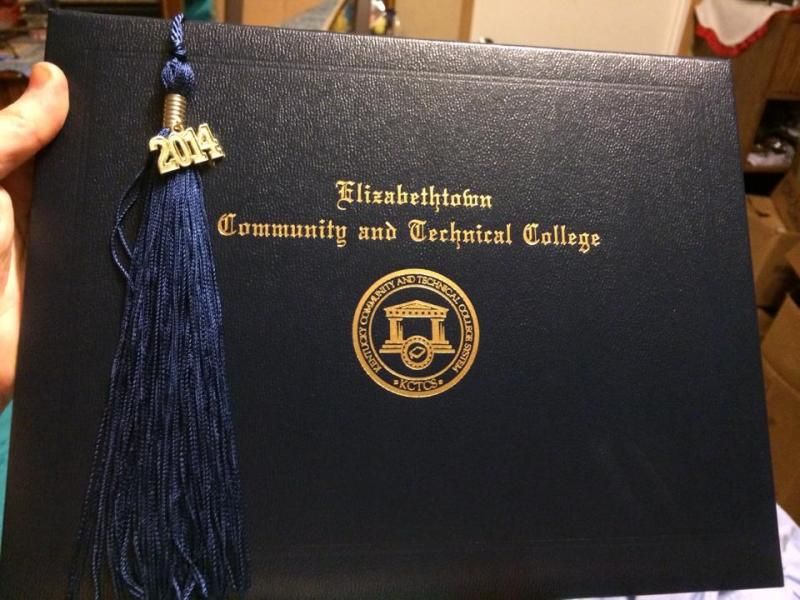 2014
Elizabethtown
Community and Technical College
KENTUCKY COMMUNITY AND TECHNICAL COLLEGE SYSTEM
KCTCS